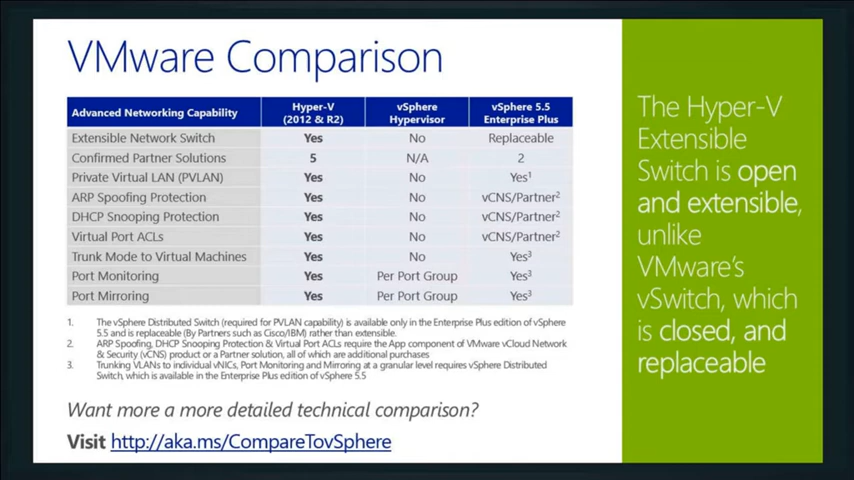 VMware Comparison
Advanced Networking Capability Hyper-V (2012 & R2) vSphere Hypervisor vSphere 5.5 Enterprise Plus
Extensible Network Switch Yes No Replaceable
Confirmed Partner Solutions 5 N/A 2
Private Virtual LAN (PVLAN) Yes No Yes1
ARP Spoofing Protection Yes No vCNS/Partner2
DHCP Snooping Protection Yes No vCNS/Partner2
Virtual Port ACLs Yes No vCNS/Partner2
Trunk Mode to Virtual Machines Yes No Yes3
Port Monitoring Yes Per Port Group Yes3
Port Mirroring Yes Per Port Group Yes3
1. The vSphere Distributed Switch (required for PVLAN capability) is available only in the Enterprise Plus edition of vSphere
5.5 and is replaceable (By Partners such as Cisco/IBM) rather than extensible.
2. ARP Spoofing, DHCP Snooping Protection & Virtual Port ACLs require the App component of VMware vCloud Network
& Security (vCNS) product or a Partner solution, all of which are additional purchases
3. Trunking VLANs to individual vNICs, Port Monitoring and Mirroring at a granular level requires vSphere Distributed
Switch, which is available in the Enterprise Plus edition of vSphere 5.5
Want more a more detailed technical comparison?
Visit http://aka.ms/CompareTovSphere
The Hyper-V
Extensible
Switch is open
and extensible,
unlike
VMware's
vSwitch, which
is closed, and
replaceable